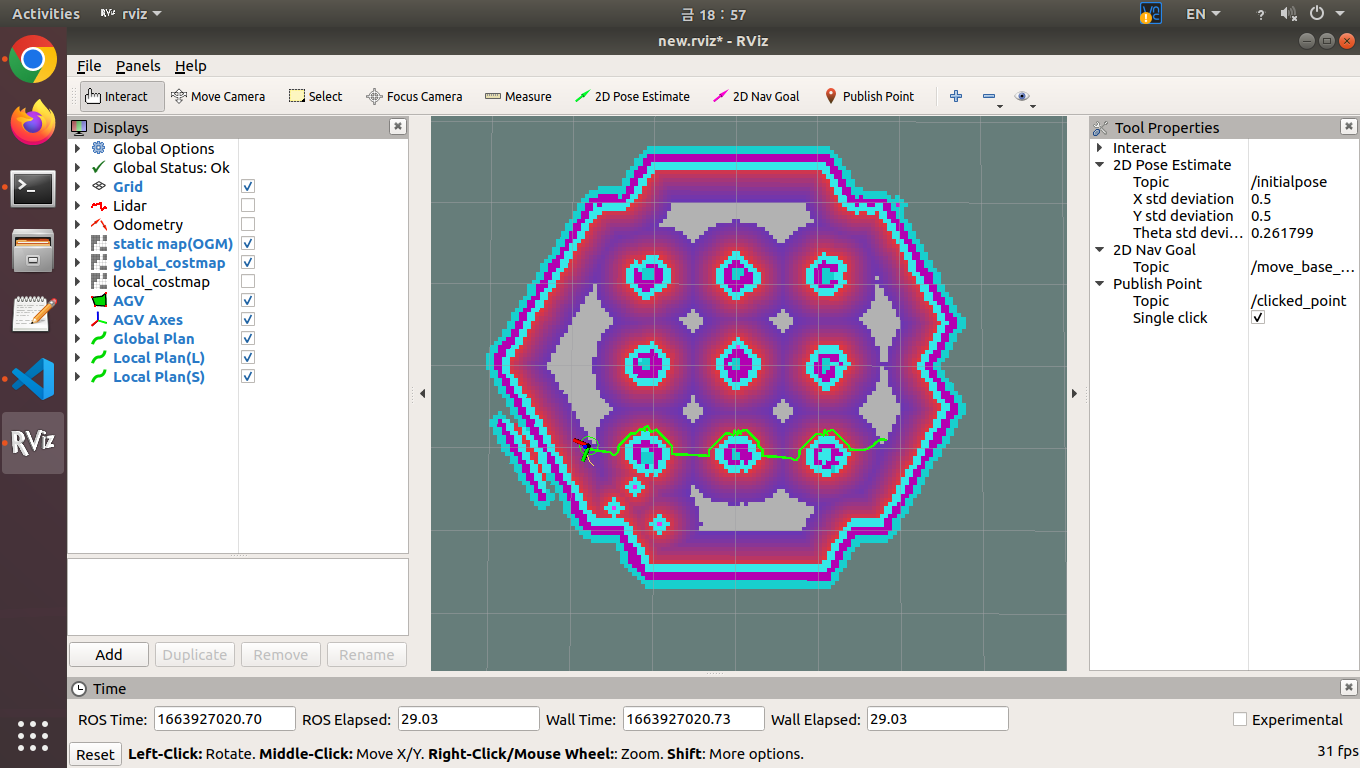 Activities
rviz
금 18 : 57
EN
?
new.rviz* - RViz
File Panels Help
Interact Move Camera Select Focus Camera Measure 2D Pose Estimate 2D Nav Goal Publish Point
Displays
Global Options
Global Status: Ok
Grid
Lidar
Odometry
static map(OGM)
global_costmap
local_costmap
AGV
AGV Axes
Global Plan
Local Plan(L)
Local Plan(S)
Add Duplicate Remove Rename
RViz
Tool Properties
Interact
2D Pose Estimate
Topic /initialpose
X std deviation 0.5
Y std deviation 0.5
Theta std devi... 0.261799
2D Nav Goal
Topic /move_base_...
Publish Point
Topic /clicked_point
Single click
Time
ROS Time: 1663927020.70 ROS Elapsed: 29.03 Wall Time: 1663927020.73 Wall Elapsed: 29.03 Experimental
Reset Left-Click: Rotate. Middle-Click: Move X/Y. Right-Click/Mouse Wheel:: Zoom. Shift: More options. 31 fps